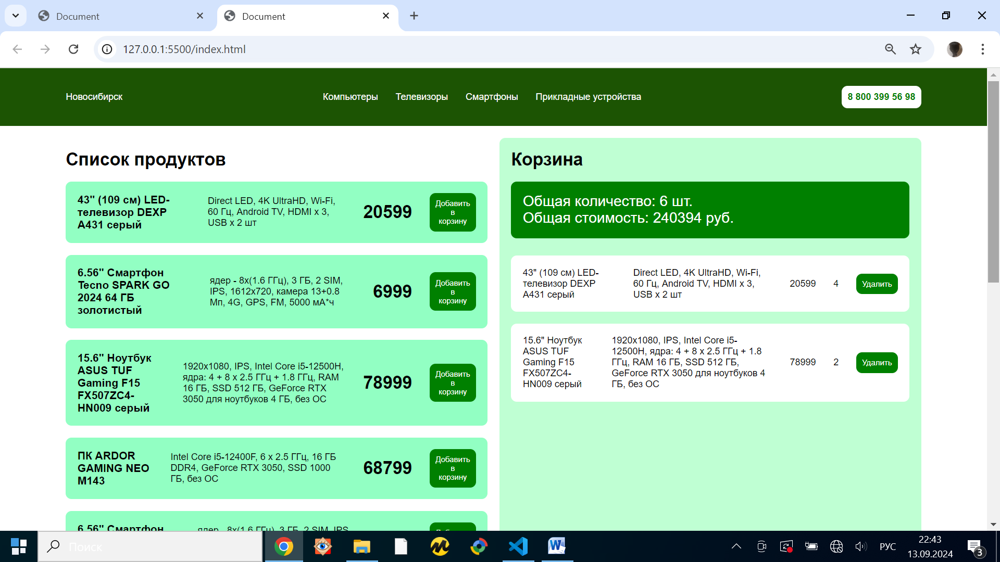 Document
Document
127.0.0.1:5500/index.html
Новосибирск
Компьютеры
Телевизоры
Смартфоны
Прикладные устройства
8 800 399 56 98
Список продуктов
43" (109 см) LED-
телевизор DEXP
A431 серый
Direct LED, 4K UltraHD, Wi-Fi,
60 Гц, Android TV, HDMI x 3,
USB x 2 шт
20599
Добавить
в
корзину
6.56" Смартфон
Tecno SPARK GO
2024 64 ГБ
золотистый
ядер - 8x(1.6 ГГц), 3 ГБ, 2 SIM,
IPS, 1612x720, камера 13+0.8
Мп, 4G, GPS, FM, 5000 мА*ч
6999
Добавить
в
корзину
15.6" Ноутбук
ASUS TUF
Gaming F15
FX507ZC4-
HN009 серый
1920x1080, IPS, Intel Core i5-12500H,
ядра: 4 + 8 х 2.5 ГГц + 1.8 ГГц, RAM
16 ГБ, SSD 512 ГБ, GeForce RTX
3050 для ноутбуков 4 ГБ, без ОС
78999
Добавить
в
корзину
ПК ARDOR
GAMING NEO
M143
Intel Core i5-12400F, 6 x 2.5 ГГц, 16 ГБ
DDR4, GeForce RTX 3050, SSD 1000
ГБ, без ОС
68799
Добавить
в
корзину
6.56" Смартфон
ядер - 8x(1.6 ГГц), 3 ГБ, 2 SIM, IPS,
Добавить
Корзина
Общая количество: 6 шт.
Общая стоимость: 240394 руб.
43" (109 см) LED-
телевизор DEXP
A431 серый
Direct LED, 4K UltraHD, Wi-Fi,
60 Гц, Android TV, HDMI x 3,
USB x 2 шт
20599
4
Удалить
15.6" Ноутбук
ASUS TUF
Gaming F15
FX507ZC4-
HN009 серый
1920x1080, IPS, Intel Core i5-
12500H, ядра: 4 + 8 х 2.5 ГГц + 1.8
ГГц, RAM 16 ГБ, SSD 512 ГБ,
GeForce RTX 3050 для ноутбуков 4
ГБ, без ОС
78999
2
Удалить
Поиск
РУС
22:43
13.09.2024
3